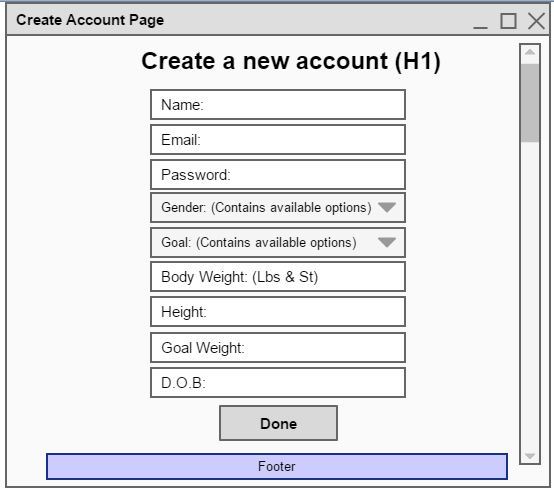 Create Account Page
Create a new account (H1)
Name:
Email:
Password:
Gender: (Contains available options)
Goal: (Contains available options)
Body Weight: (Lbs & St)
Height:
Goal Weight:
D.O.B:
Done
Footer